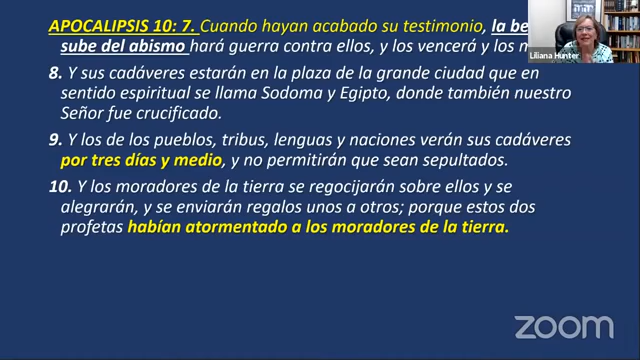 APOCALIPSIS 10: 7. Cuando hayan acabado su testimonio, la
sube del abismo hará guerra contra ellos, y los vencerá y los
8. Y sus cadáveres estarán en la plaza de la grande ciudad que en
sentido espiritual se llama Sodoma y Egipto, donde también nuestro
Señor fue crucificado.
9. Y los de los pueblos, tribus, lenguas y naciones verán sus cadáveres
por tres días y medio, y no permitirán que sean sepultados.
10. Y los moradores de la tierra se regocijarán sobre ellos y se
alegrarán, y se enviarán regalos unos a otros; porque estos dos
profetas habían atormentado a los moradores de la tierra.
Liliana Hunter
zoom